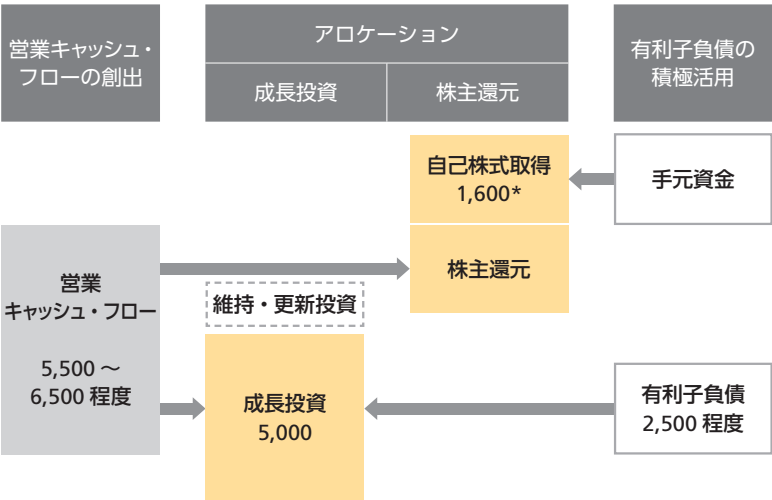 営業キャッシュ・
フローの創出
アロケーション
成長投資
株主還元
有利子負債の
積極活用
自己株式取得
1,600*
手元資金
営業
キャッシュ・フロー
5,500～
6,500 程度
株主還元
維持・更新投資
成長投資
5,000
有利子負債
2,500 程度